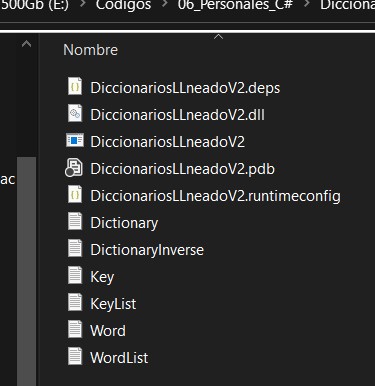 500Gb (E:) > Codigos > 06_Personales_C# > Dicciona
Nombre
DiccionariosLLneadoV2.deps
DiccionariosLLneadoV2.dll
DiccionariosLLneadoV2
DiccionariosLLneadoV2.pdb
DiccionariosLLneadoV2.runtimeconfig
ac
Dictionary
DictionaryInverse
Key
KeyList
Word
WordList